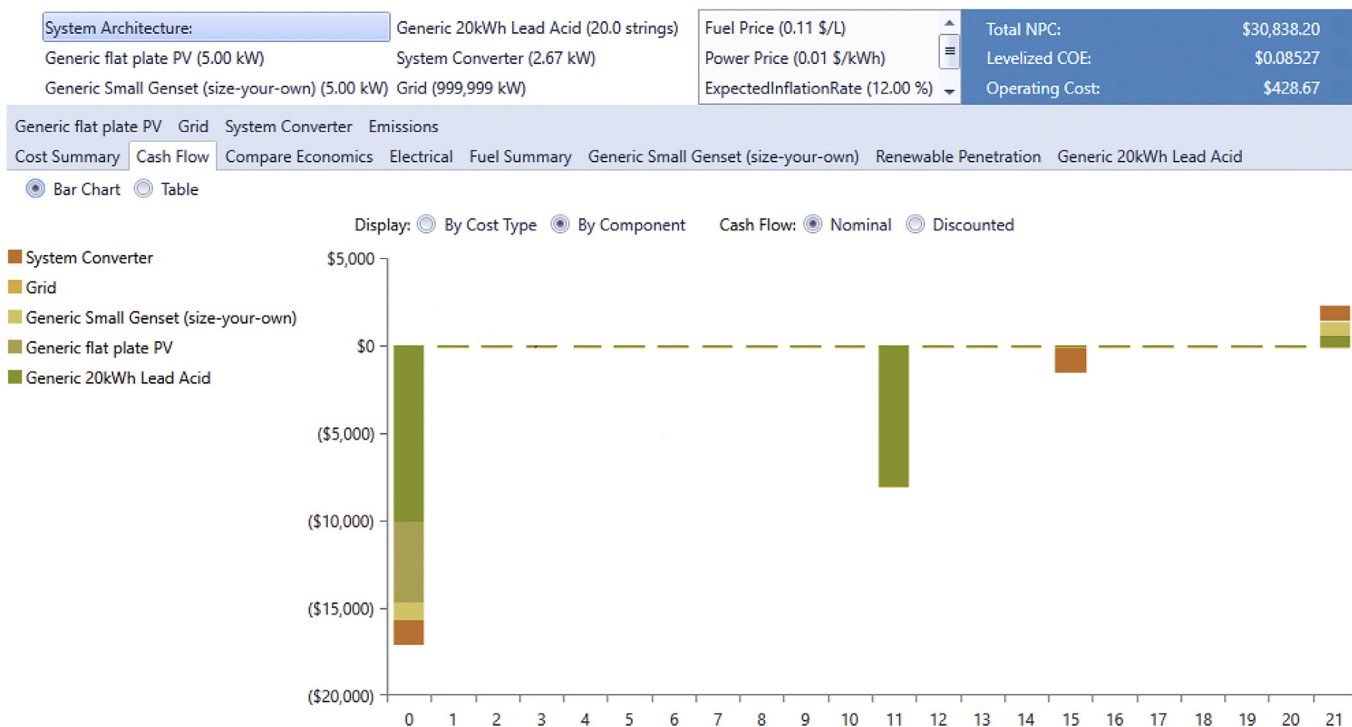 System Architecture: Generic 20kWh Lead Acid (20.0 strings) Fuel Price (0.11 $/L) Total NPC: $30,838.20
Generic flat plate PV (5.00 kW) System Converter (2.67 kW) Power Price (0.01 $/kWh) Levelized COE: $0.08527
Generic Small Genset (size-your-own) (5.00 kW) Grid (999,999 kW) ExpectedInflationRate (12.00 %) Operating Cost: $428.67
Generic flat plate PV Grid System Converter Emissions
Cost Summary Cash Flow Compare Economics Electrical Fuel Summary Generic Small Genset (size-your-own) Renewable Penetration Generic 20kWh Lead Acid
Bar Chart Table
Display: By Cost Type By Component Cash Flow: Nominal Discounted
System Converter
Grid
Generic Small Genset (size-your-own)
Generic flat plate PV
Generic 20kWh Lead Acid
$5,000
$0
($5,000)
($10,000)
($15,000)
($20,000)
0 1 2 3 4 5 6 7 8 9 10 11 12 13 14 15 16 17 18 19 20 21